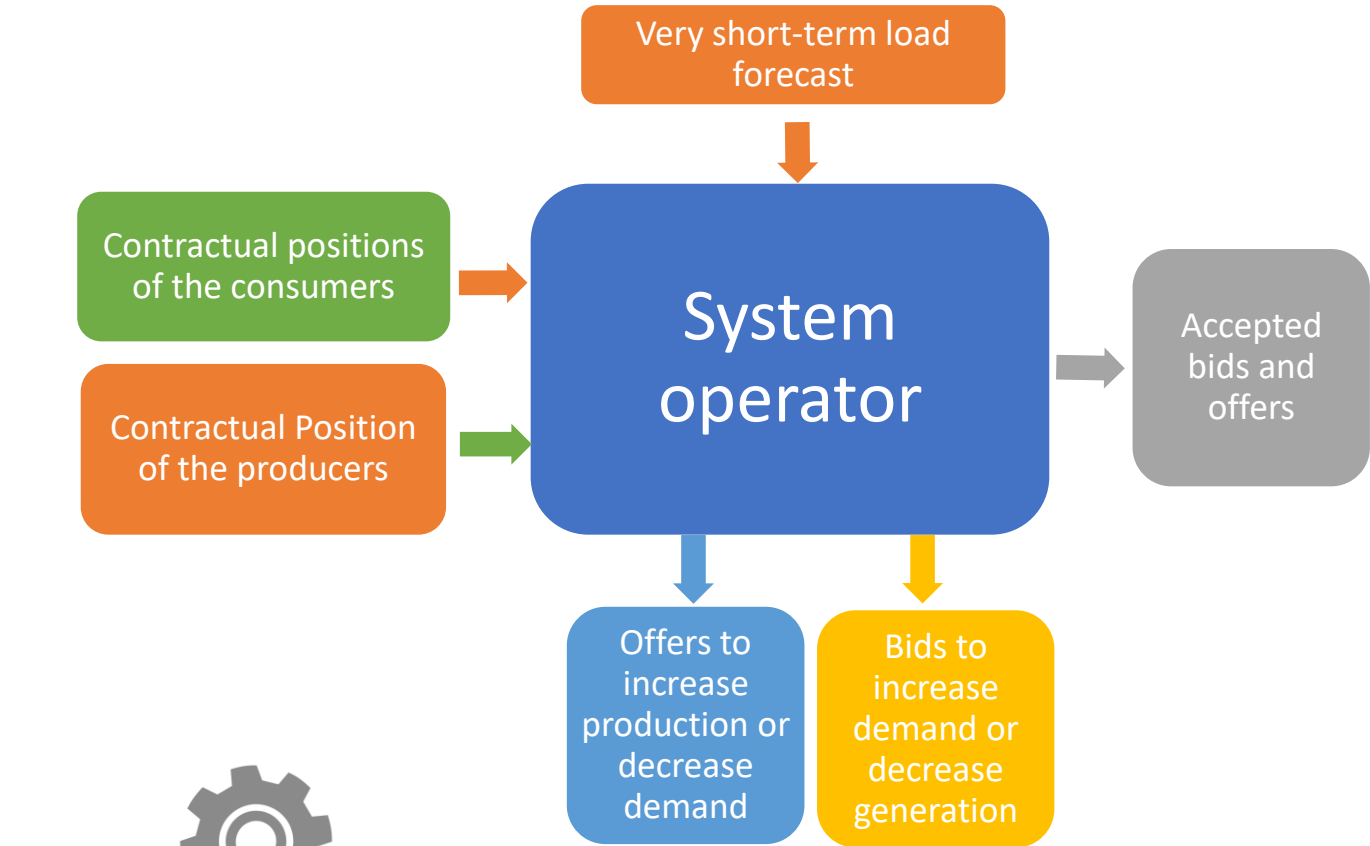 Very short-term load
forecast
Contractual positions
of the consumers
Contractual Position
of the producers
System
operator
Accepted
bids and
offers
Offers to
increase
production or
decrease
demand
Bids to
increase
demand or
decrease
generation